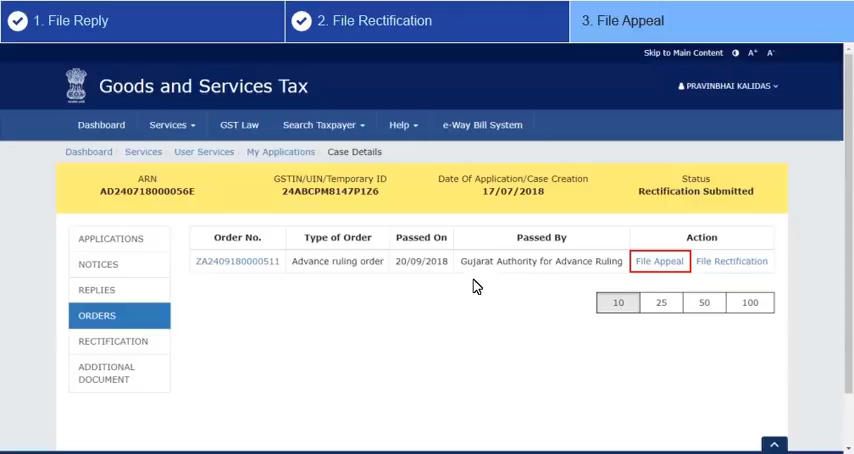 1. File Reply 2. File Rectification 3. File Appeal
Skip to Main Content A+ A-
Goods and Services Tax
PRAVINBHAI KALIDAS
Dashboard Services GST Law Search Taxpayer Help e-Way Bill System
Dashboard Services User Services My Applications Case Details
ARN GSTIN/UIN/Temporary ID Date Of Application/Case Creation Status
AD240718000056E 24ABCPM8147P1Z6 17/07/2018 Rectification Submitted
APPLICATIONS
NOTICES
REPLIES
ORDERS
RECTIFICATION
ADDITIONAL
DOCUMENT
Order No. Type of Order Passed On Passed By Action
ZA2409180000511 Advance ruling order 20/09/2018 Gujarat Authority for Advance Ruling File Appeal File Rectification
10 25 50 100